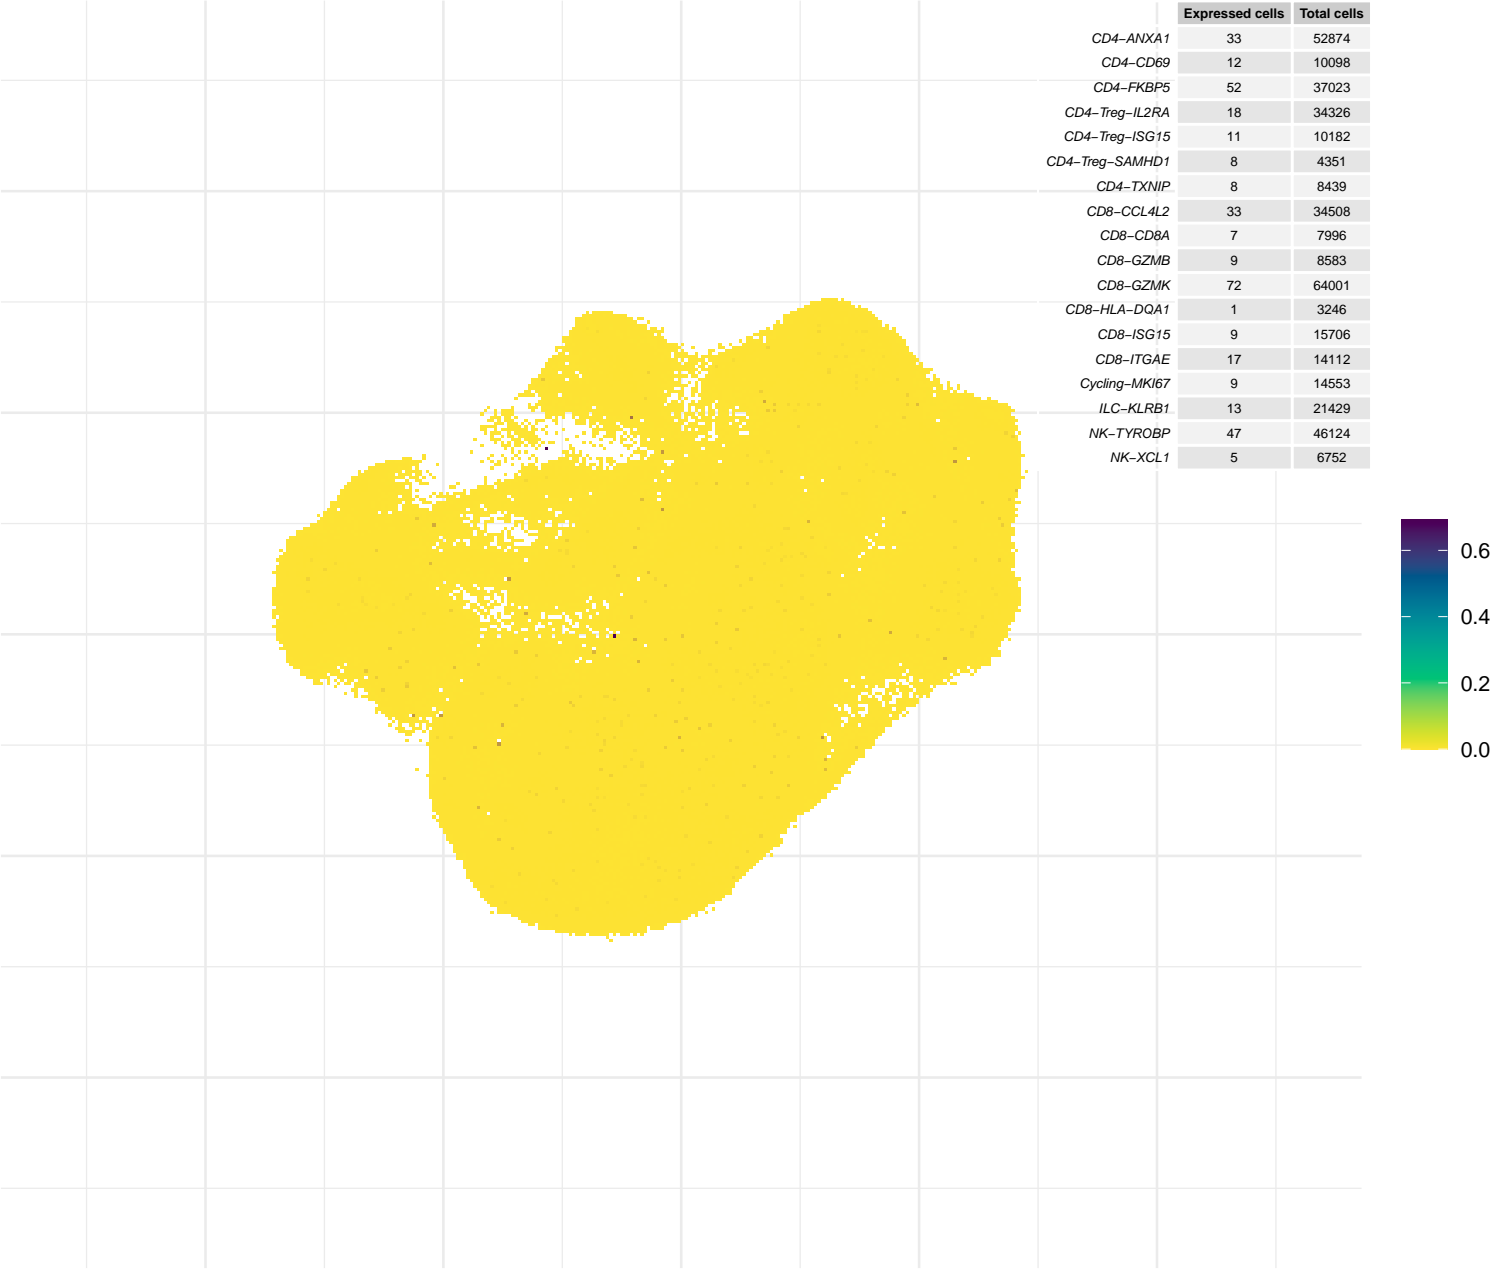 Expressed cells Total cells
CD4−ANXA1 33 52874
CD4−CD69 12 10098
CD4−FKBP5 52 37023
CD4−Treg−IL2RA 18 34326
CD4−Treg−ISG15 11 10182
CD4−Treg−SAMHD1 8 4351
CD4−TXNIP 8 8439
CD8−CCL4L2 33 34508
CD8−CD8A 7 7996
CD8−GZMB 9 8583
CD8−GZMK 72 64001
CD8−HLA−DQA1 1 3246
CD8−ISG15 9 15706
CD8−ITGAE 17 14112
Cycling−MKI67 9 14553
ILC−KLRB1 13 21429
NK−TYROBP 47 46124
NK−XCL1 5 6752
0.6
0.4
0.2
0.0